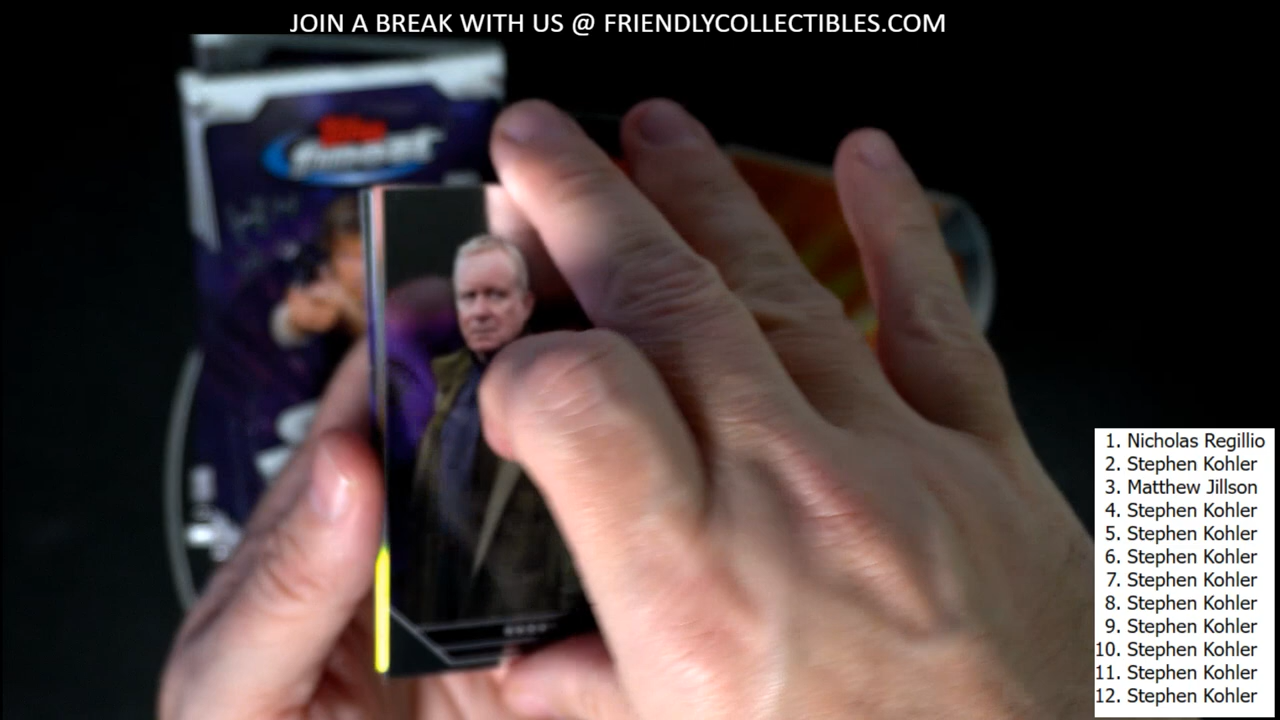 JOIN A BREAK WITH US @ FRIENDLYCOLLECTIBLES.COM
Topps
finest
1. Nicholas Regillio
2. Stephen Kohler
3. Matthew Jillson
4. Stephen Kohler
5. Stephen Kohler
6. Stephen Kohler
7. Stephen Kohler
8. Stephen Kohler
9. Stephen Kohler
10. Stephen Kohler
11. Stephen Kohler
12. Stephen Kohler